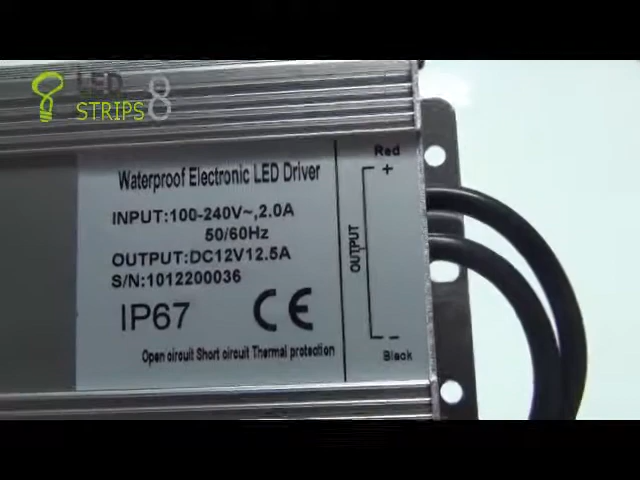 LED
STRIPS 8
Waterproof Electronic LED Driver
INPUT:100-240V~,2.0A
50/60Hz
OUTPUT:DC12V12.5A
S/N:1012200036
IP67 CE
Open circuit Short circuit Thermal protection
Red
+
OUTPUT
-
Black